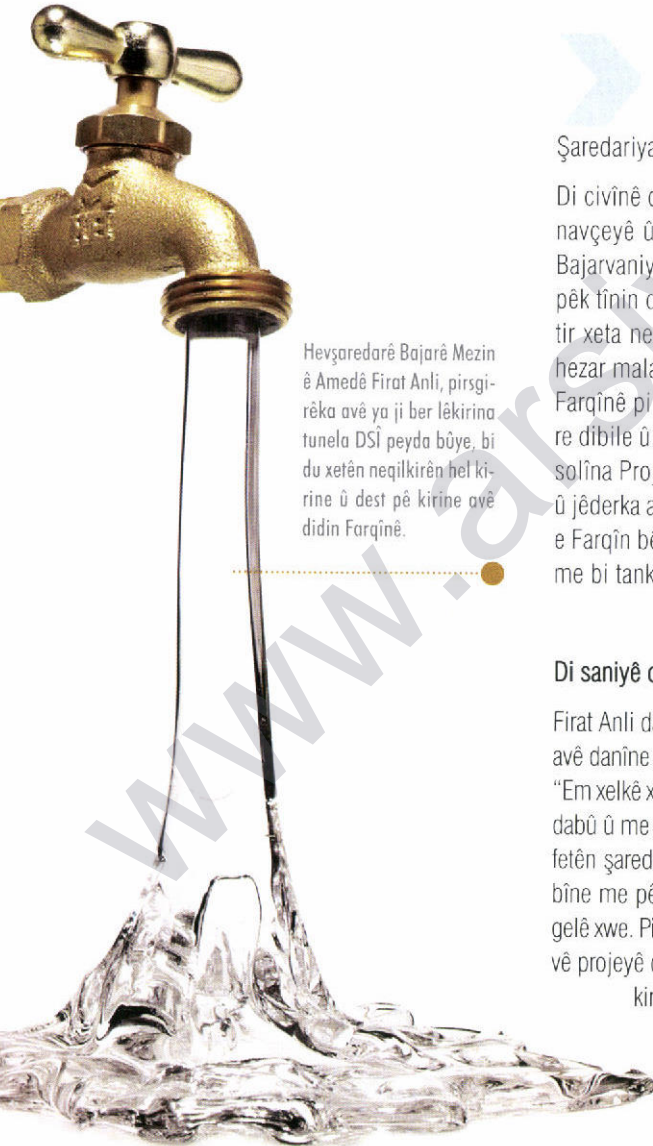 Şaredariya
Di civînê d
navçeyê û
Bajarvaniy
pêk tînin d
tir xeta ne
hezar mala
Farqînê pi
re dibile û
solîna Proj
û jêderka a
e Farqîn bê
me bi tank
Hevşaredarê Bajarê Mezin
ê Amedê Firat Anli, pirsgi-
rêka avê ya ji ber lêkirina
tunela DSÎ peyda bûye, bi
du xetên neqilkirên hel ki-
rine û dest pê kirine avê
didin Farqînê.
Di saniyê d
Firat Anli da
avê danîne
“Em xelkê x
dabû û me
fetên şared
bîne me pê
gelê xwe. Pi
vê projeyê d
kir
www.arsi